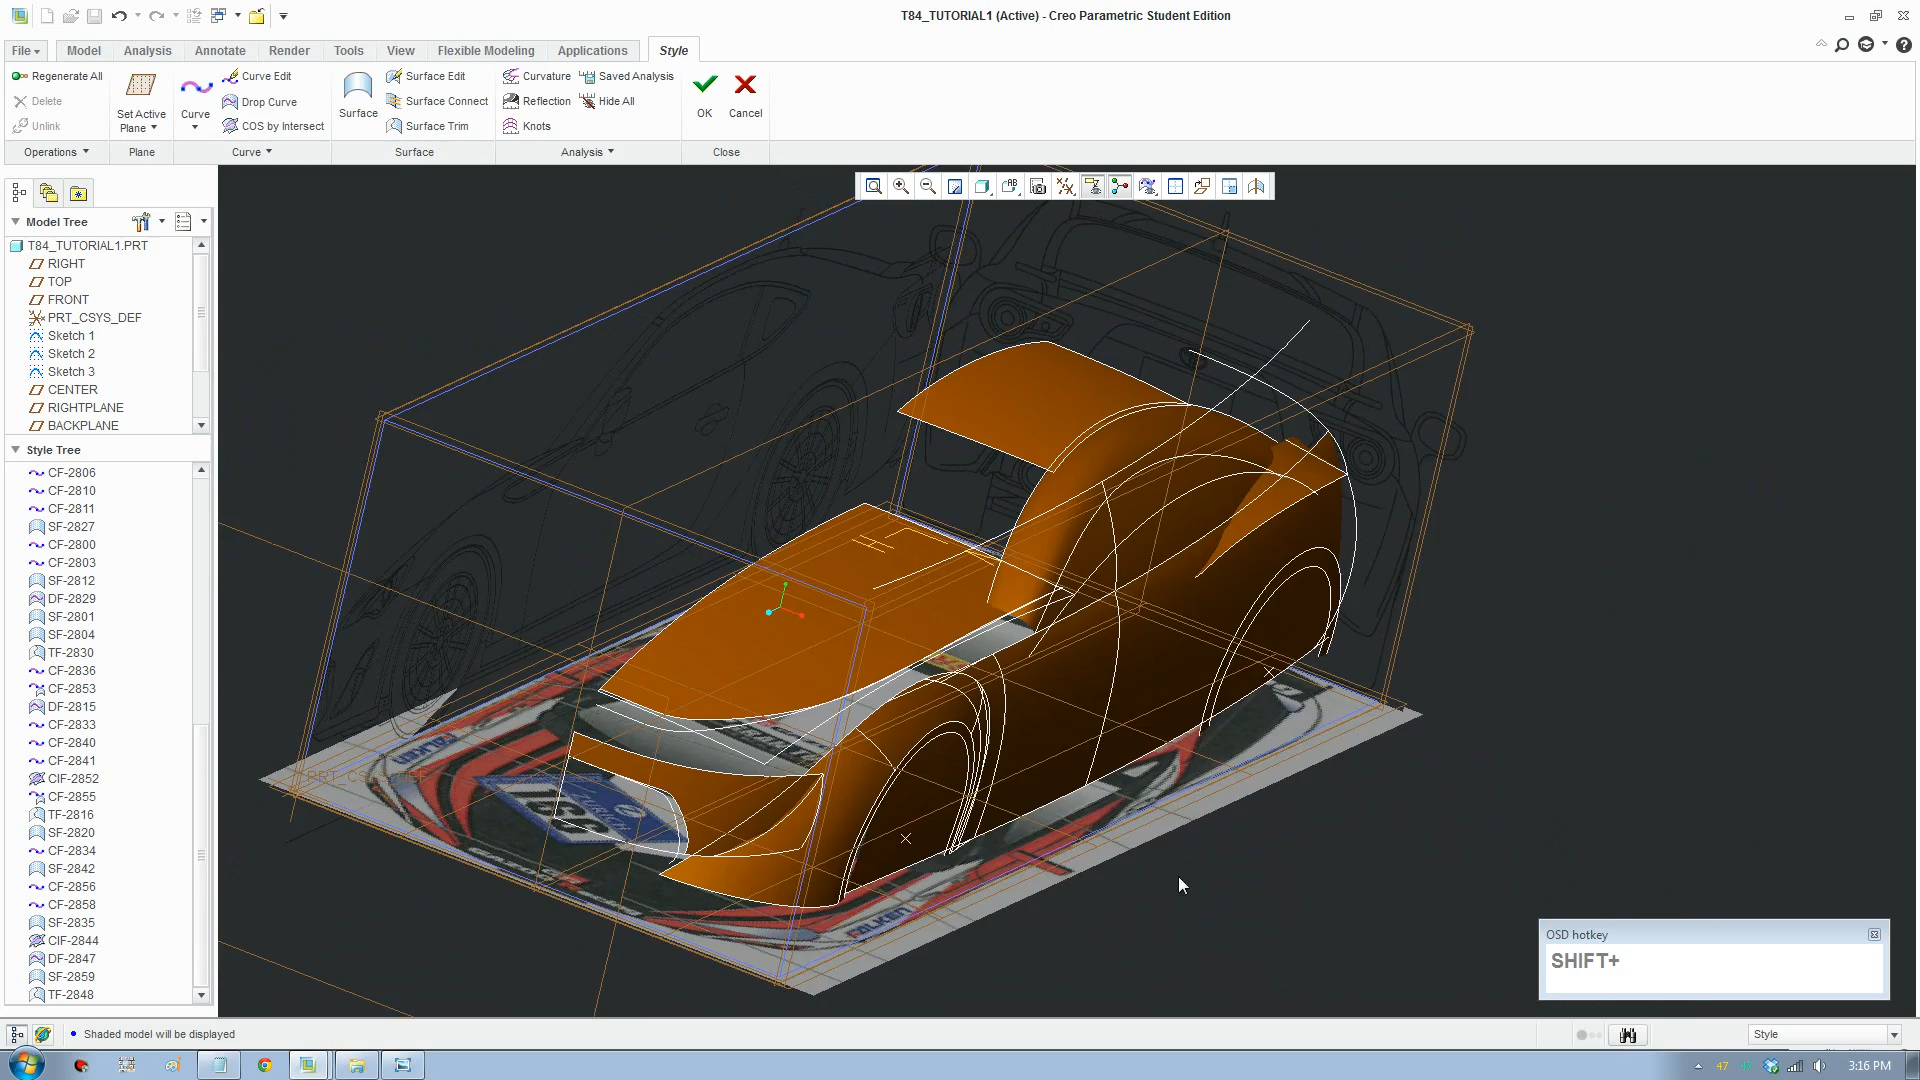 T84_TUTORIAL1 (Active) - Creo Parametric Student Edition
File
Model
Analysis
Annotate
Render
Tools
View
Flexible Modeling
Applications
Style
Regenerate All
Delete
Unlink
Set Active
Plane
Curve
Curve Edit
Drop Curve
COS by Intersect
Surface
Surface Edit
Surface Connect
Surface Trim
Curvature
Reflection
Knots
Saved Analysis
Hide All
OK
Cancel
Operations
Plane
Curve
Surface
Analysis
Close
Model Tree
T84_TUTORIAL1.PRT
RIGHT
TOP
FRONT
PRT_CSYS_DEF
Sketch 1
Sketch 2
Sketch 3
CENTER
RIGHTPLANE
BACKPLANE
Style Tree
CF-2806
CF-2810
CF-2811
SF-2827
CF-2800
CF-2803
SF-2812
DF-2829
SF-2801
SF-2804
TF-2830
CF-2836
CF-2853
DF-2815
CF-2833
CF-2840
CF-2841
CIF-2852
CF-2855
TF-2816
SF-2820
CF-2834
SF-2842
CF-2856
CF-2858
SF-2835
CIF-2844
DF-2847
SF-2859
TF-2848
PRT_CSYS_DEF
FALKEN
OSD hotkey
SHIFT+
Shaded model will be displayed
Style
47
3:16 PM